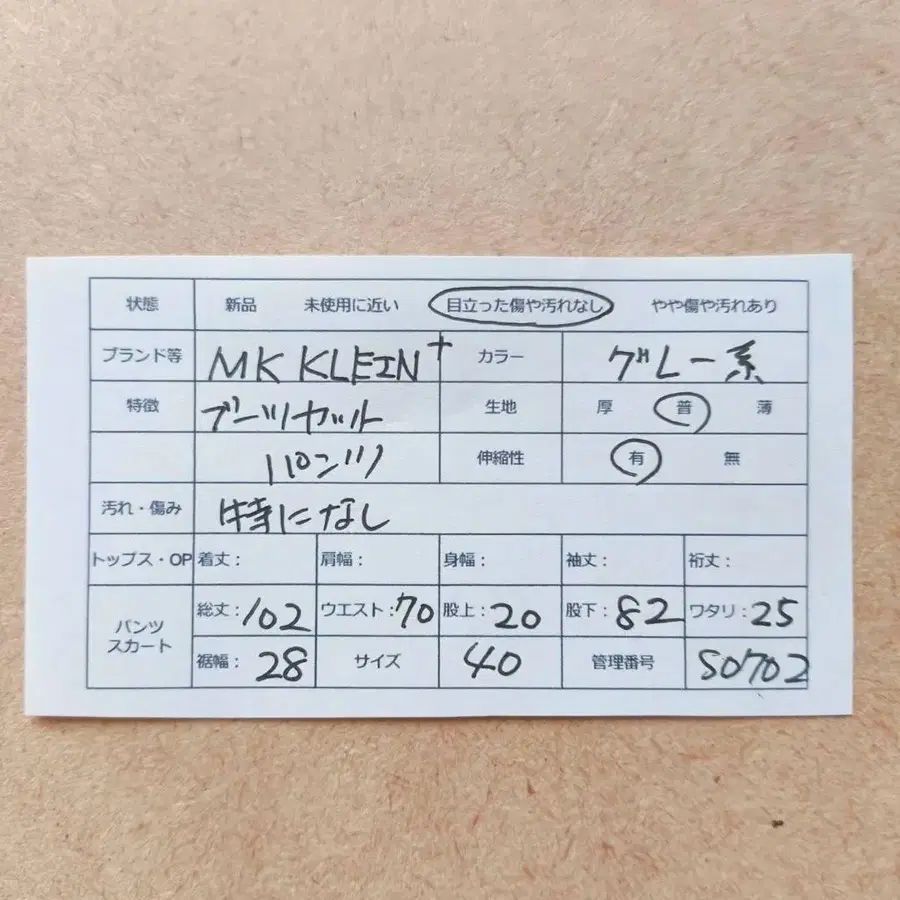 状態 新品 未使用に近い 目立った傷や汚れなし やや傷や汚れあり
ブランド等 MK KLEIN+ カラー グレー系
特徴 ブーツカット 生地 厚 普 薄
パンツ 伸縮性 有 無
汚れ・傷み 特になし
トップス・OP 着丈: 肩幅: 身幅: 袖丈: 裄丈:
パンツ スカート 総丈:102 ウエスト:70 股上:20 股下:82 ワタリ:25
裾幅:28 サイズ 40 管理番号 S0702